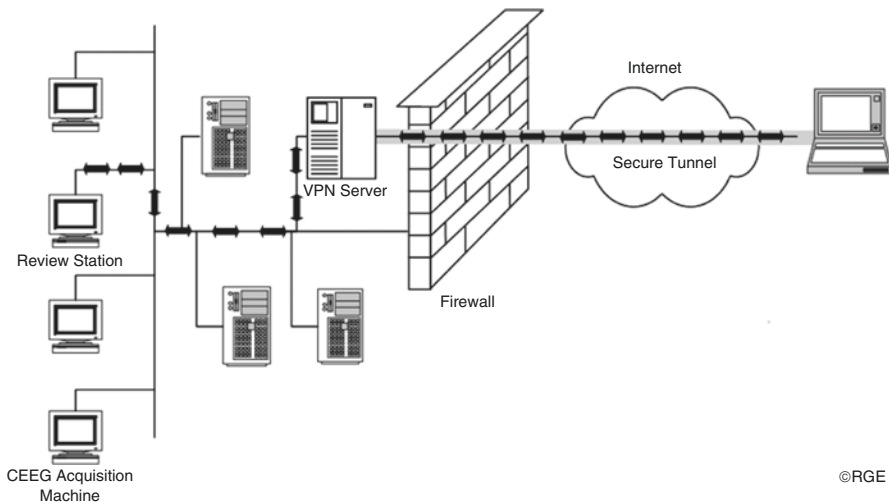 Internet
Secure Tunnel
VPN Server
Review Station
Firewall
CEEG Acquisition
Machine
©RGE